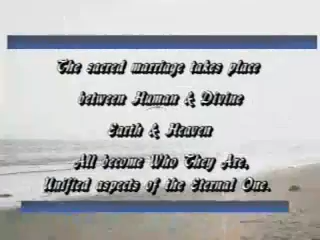 The sacred marriage takes place
between Human & Divine
Earth & Heaven
All become Who They Are,
Unified aspects of the Eternal One.